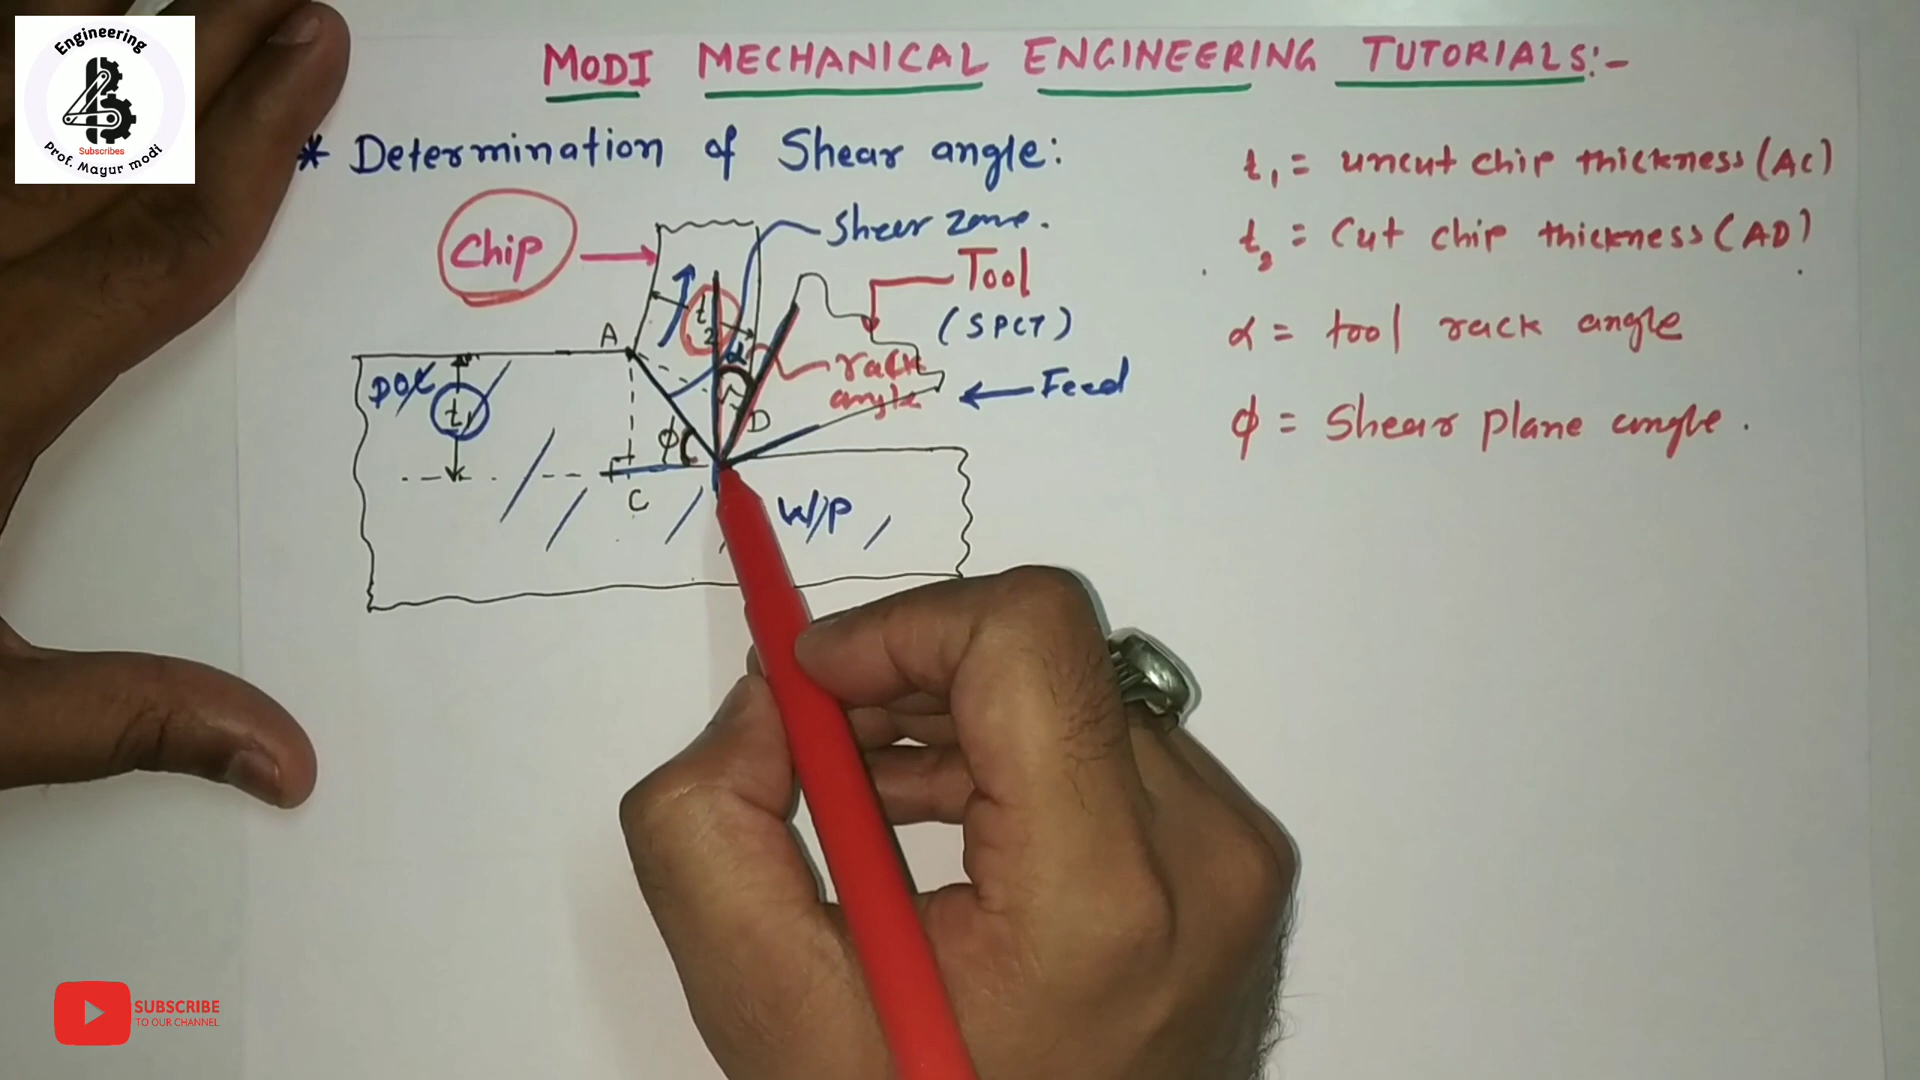 Engineering
Subscribes
Prof. Mayur modi
MODI MECHANICAL ENGINEERING TUTORIALS:-
* Determination of Shear angle:
Chip
Shear zone.
Tool
(SPCT)
t2
α
A
rack
angle
Feed
DOC
t1
D
ϕ
C
W/P
t1 = uncut chip thickness (AC)
t2 = Cut chip thickness (AD)
α = tool rack angle
ϕ = Shear plane angle.
SUBSCRIBE
TO OUR CHANNEL